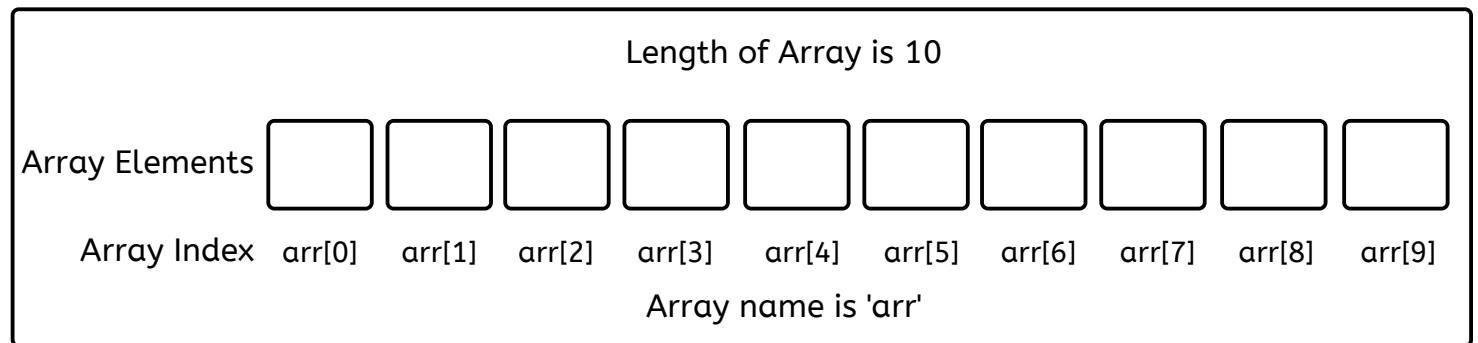 Length of Array is 10
Array Elements
Array Index arr[0] arr[1] arr[2] arr[3] arr[4] arr[5] arr[6] arr[7] arr[8] arr[9]
Array name is 'arr'